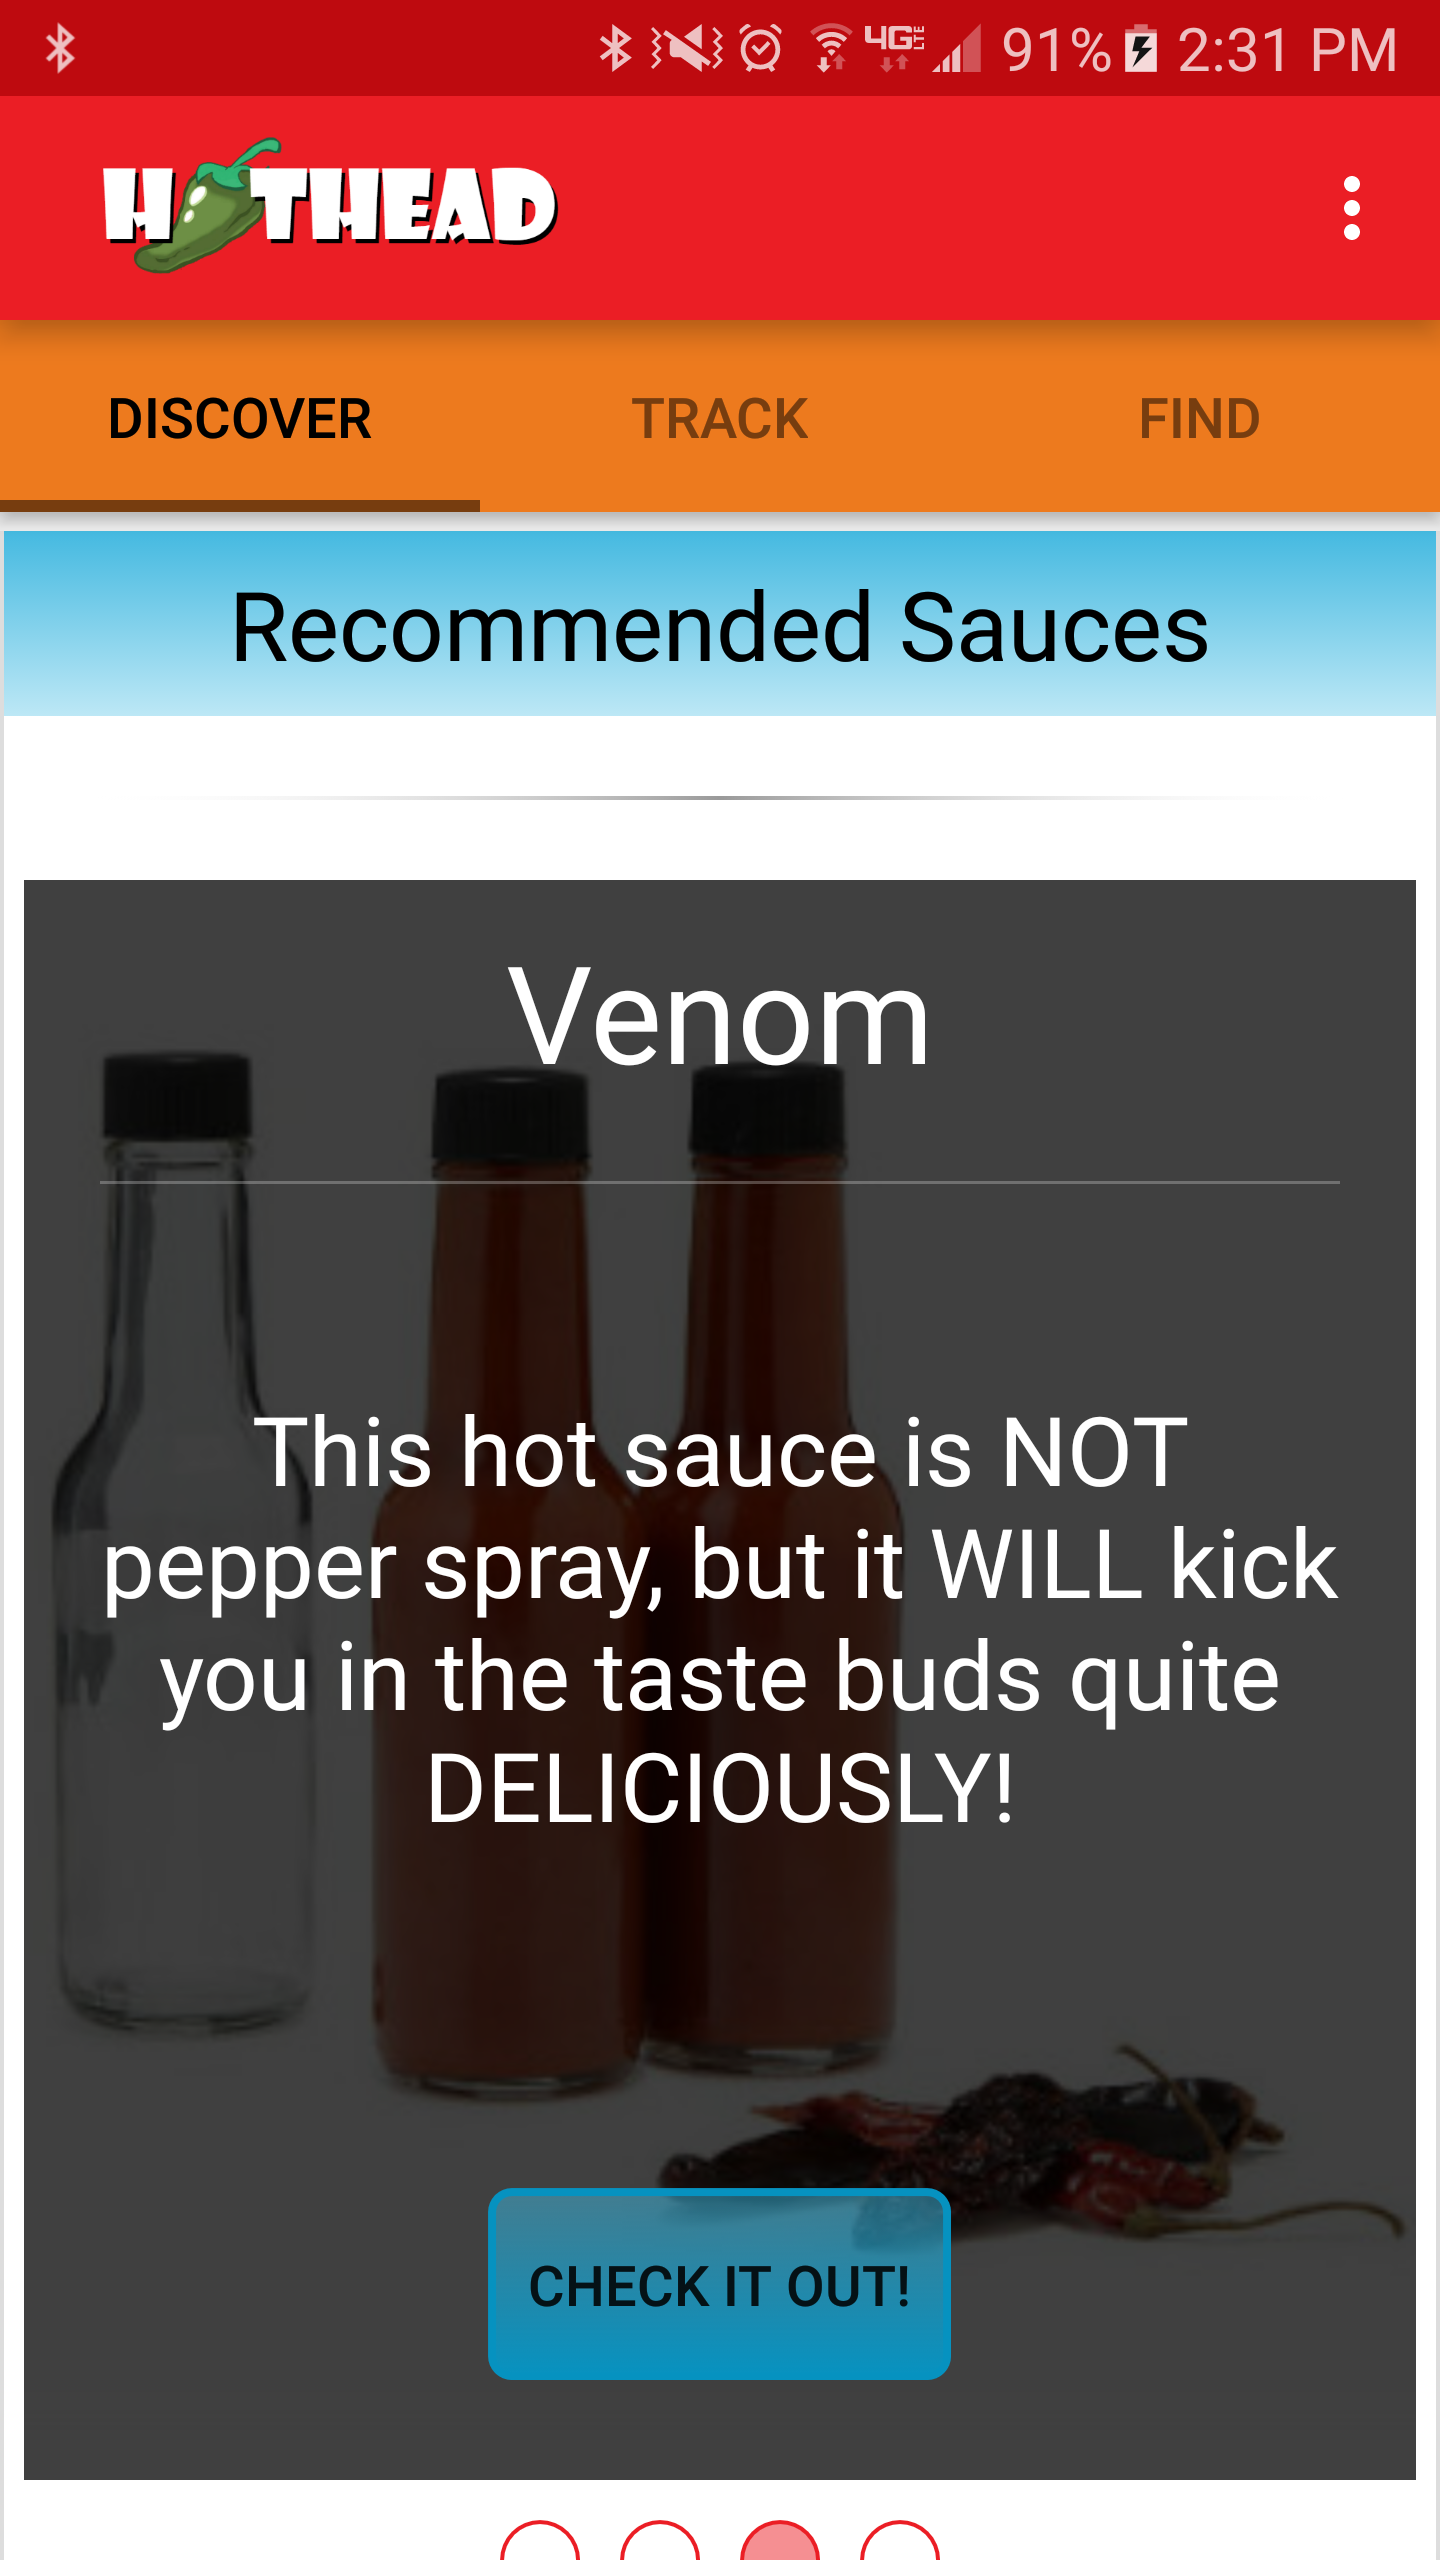 4G LTE 91% 2:31 PM
HOTHEAD
DISCOVER TRACK FIND
Recommended Sauces
Venom
This hot sauce is NOT
pepper spray, but it WILL kick
you in the taste buds quite
DELICIOUSLY!
CHECK IT OUT!